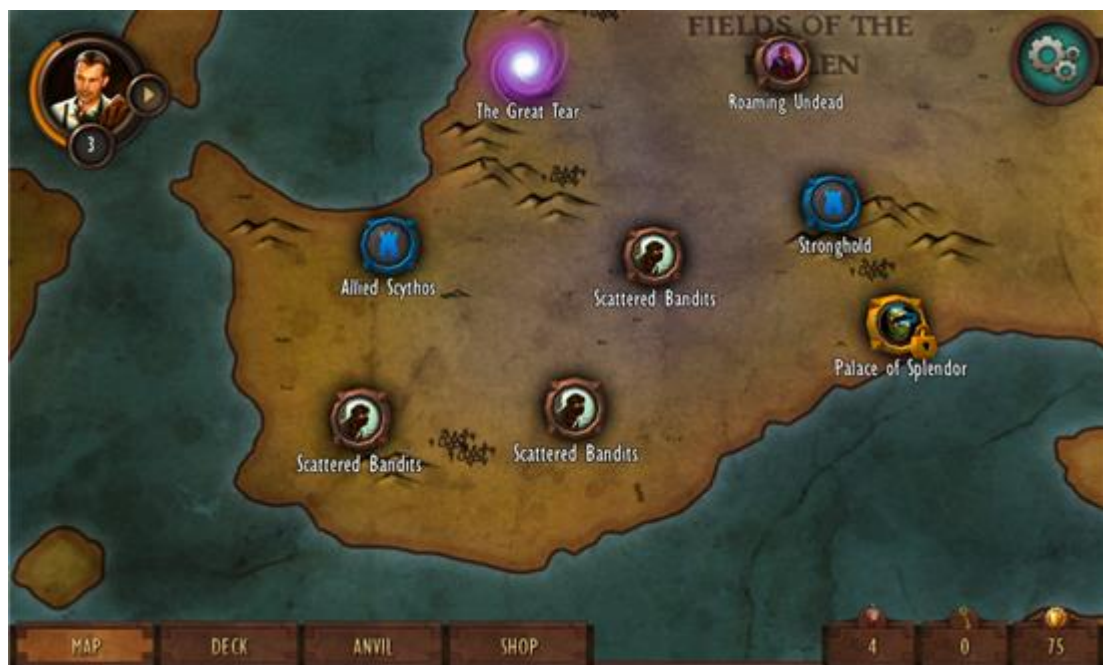 FIELDS OF THE
The Great Tear
Roaming Undead
3
Stronghold
Allied Scythos
Scattered Bandits
Palace of Splendor
Scattered Bandits
Scattered Bandits
MAP
DECK
ANVIL
SHOP
4
0
75